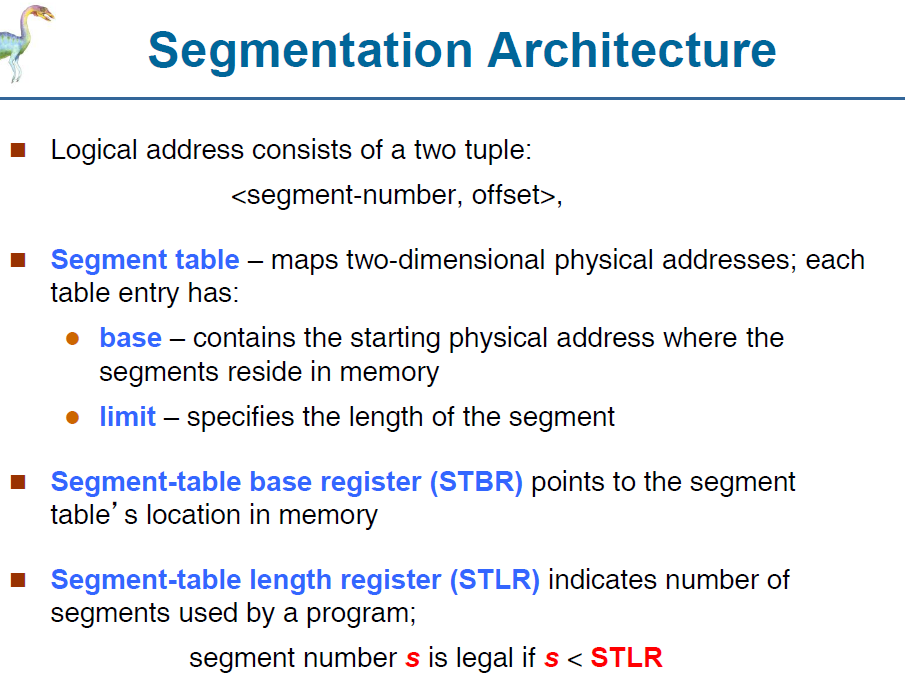 Segmentation Architecture
Logical address consists of a two tuple:
<segment-number, offset>,
Segment table – maps two-dimensional physical addresses; each
table entry has:
base – contains the starting physical address where the
segments reside in memory
limit – specifies the length of the segment
Segment-table base register (STBR) points to the segment
table’s location in memory
Segment-table length register (STLR) indicates number of
segments used by a program;
segment number s is legal if s < STLR